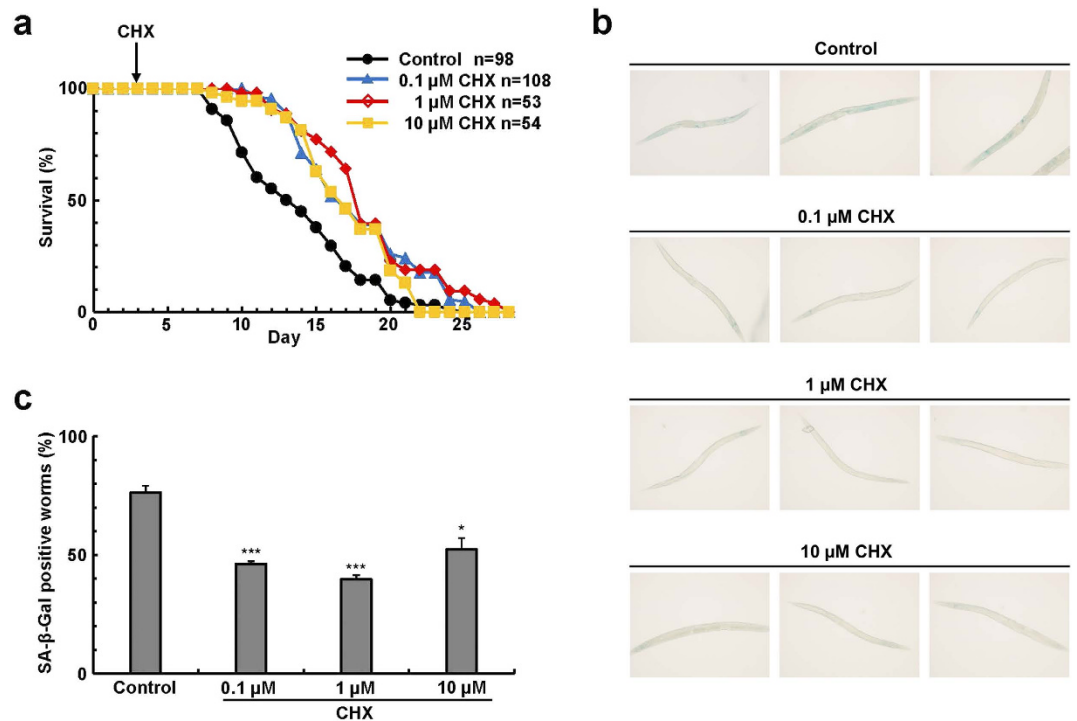 a
CHX
Control n=98
0.1 µM CHX n=108
1 µM CHX n=53
10 µM CHX n=54
100
50
0
Survival (%)
0 5 10 15 20 25
Day
b
Control
0.1 µM CHX
1 µM CHX
10 µM CHX
c
100
50
0
SA-β-Gal positive worms (%)
*** *** *
Control 0.1 µM 1 µM 10 µM
CHX